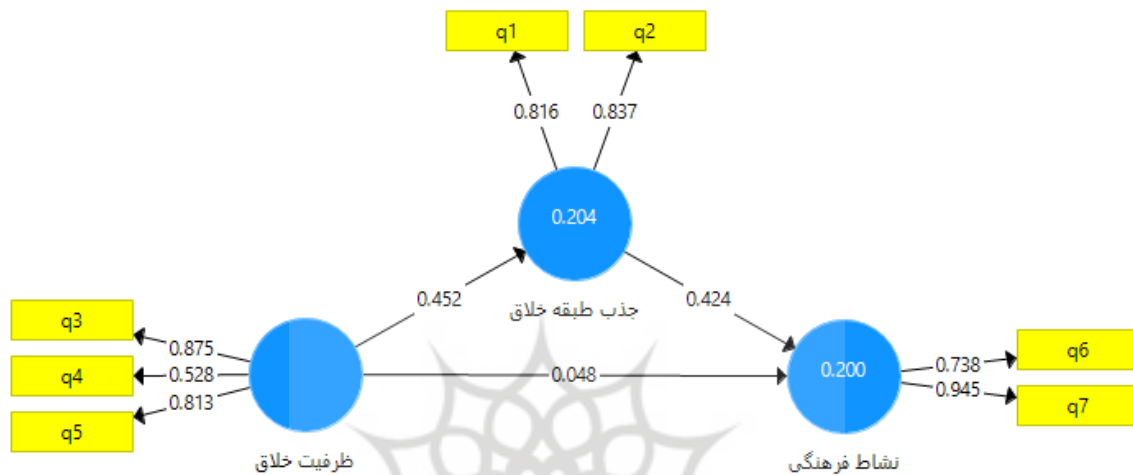 q1
q2
0.816
0.837
0.204
جذب طبقه خلاق
0.452
0.424
q3
q4
q5
0.875
0.528
0.813
0.048
0.200
0.738
0.945
q6
q7
ظرفیت خلاق
نشاط فرهنگی